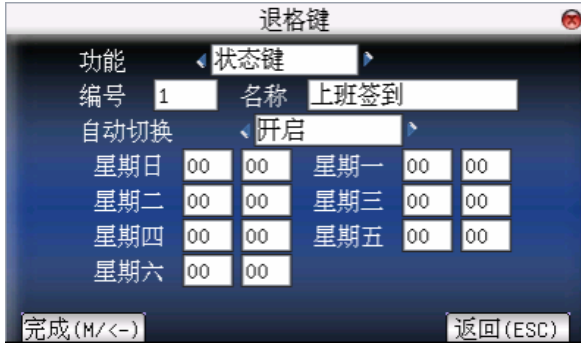 退格键
功能 状态键
编号 1 名称 上班签到
自动切换 开启
星期日 00 00 星期一 00 00
星期二 00 00 星期三 00 00
星期四 00 00 星期五 00 00
星期六 00 00
完成(M/<-) 返回(ESC)